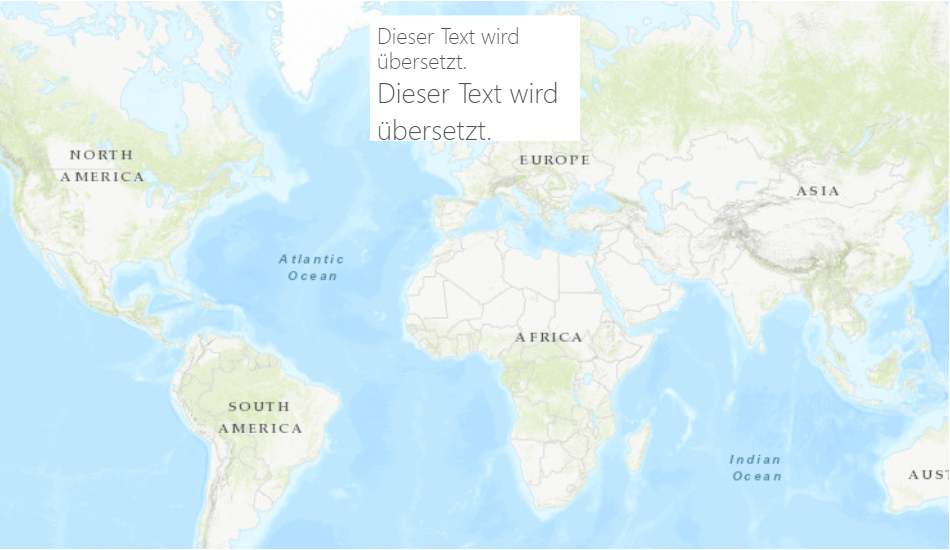 Dieser Text wird
übersetzt.
Dieser Text wird
übersetzt.
NORTH
AMERICA
EUROPE
ASIA
Atlantic
Ocean
AFRICA
SOUTH
AMERICA
Indian
Ocean
AUST